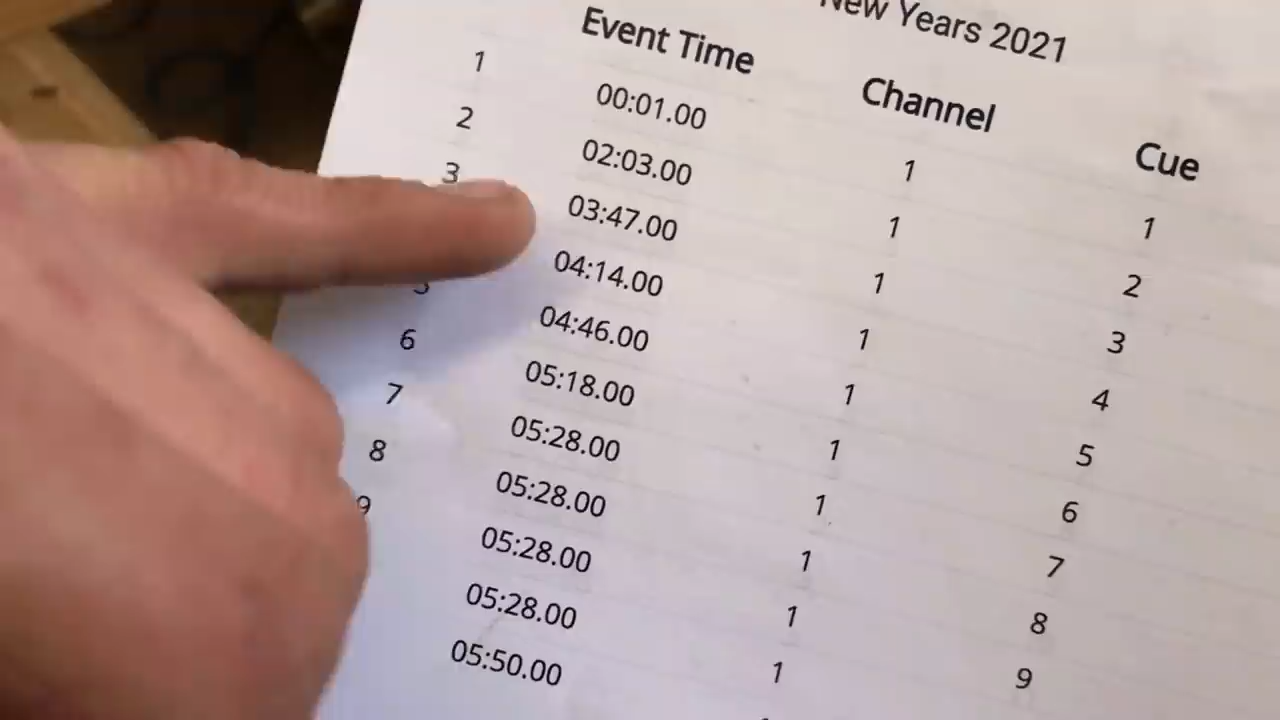 New Years 2021
Event Time Channel Cue
1 00:01.00 1 1
2 02:03.00 1 2
3 03:47.00 1 3
04:14.00 1 4
5 04:46.00 1 5
6 05:18.00 1 6
7 05:28.00 1 7
8 05:28.00 1 8
9 05:28.00 1 9
05:28.00 1
05:50.00